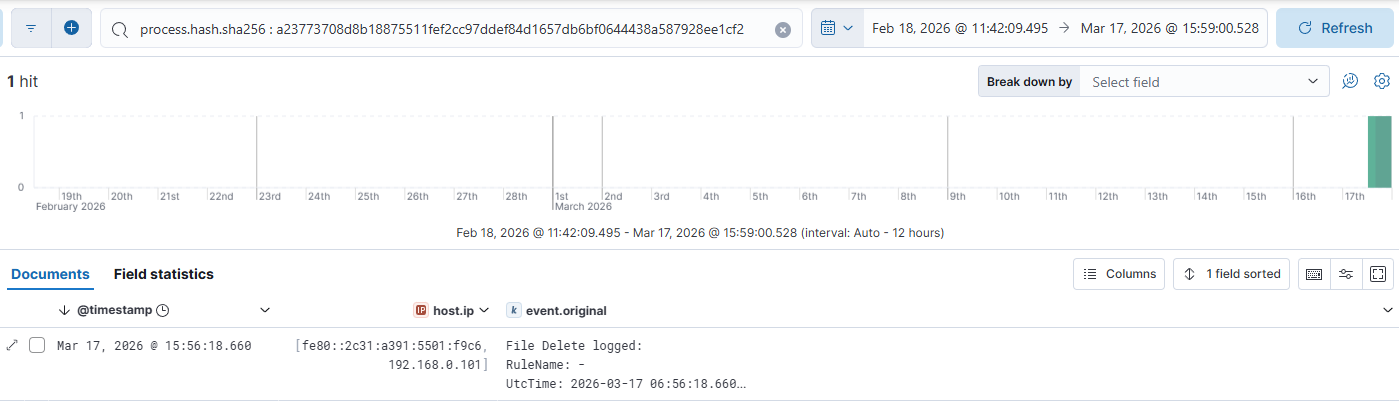 process.hash.sha256 : a23773708d8b18875511fef2cc97ddef84d1657db6bf0644438a587928ee1cf2
Feb 18, 2026 @ 11:42:09.495 → Mar 17, 2026 @ 15:59:00.528
Refresh
1 hit
Break down by Select field
1
0
19th 20th 21st 22nd 23rd 24th 25th 26th 27th 28th 1st 2nd 3rd 4th 5th 6th 7th 8th 9th 10th 11th 12th 13th 14th 15th 16th 17th
February 2026 March 2026
Feb 18, 2026 @ 11:42:09.495 - Mar 17, 2026 @ 15:59:00.528 (interval: Auto - 12 hours)
Documents Field statistics
Columns 1 field sorted
@timestamp IP host.ip k event.original
Mar 17, 2026 @ 15:56:18.660 [fe80::2c31:a391:5501:f9c6, File Delete logged:
192.168.0.101] RuleName: -
UtcTime: 2026-03-17 06:56:18.660…